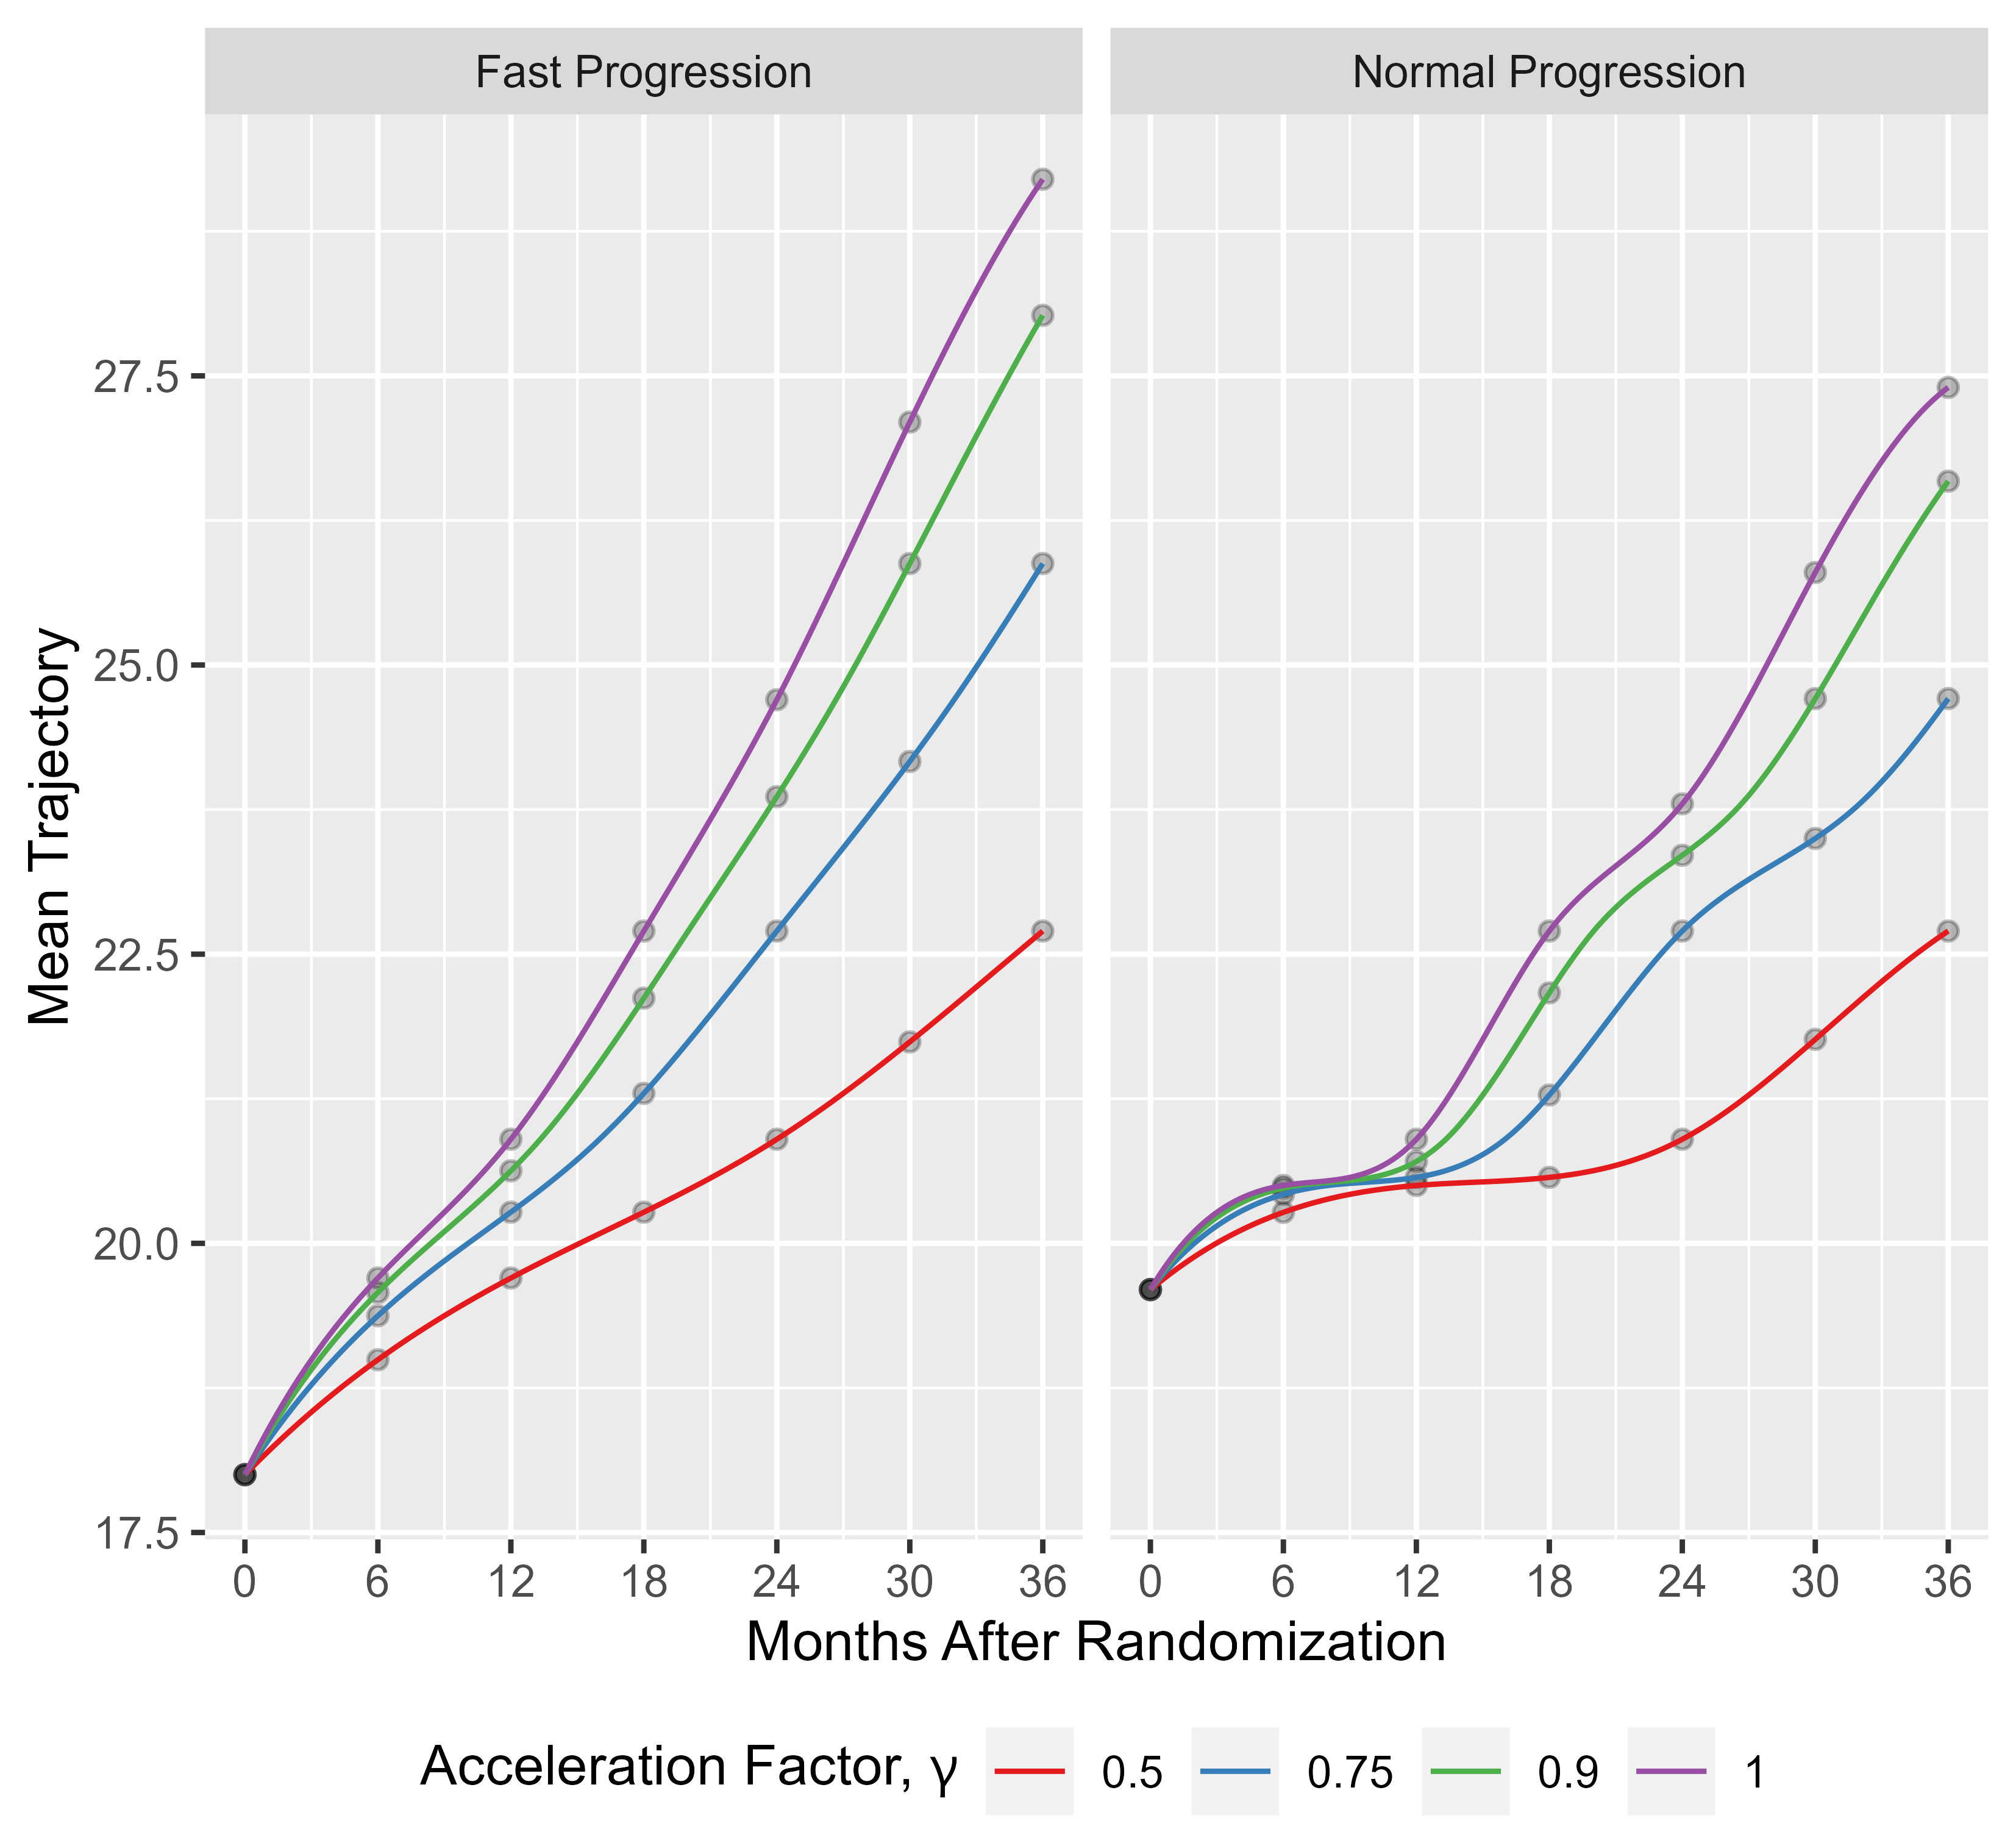 Fast Progression
Normal Progression
Mean Trajectory
27.5
25.0
22.5
20.0
17.5
0 6 12 18 24 30 36
0 6 12 18 24 30 36
Months After Randomization
Acceleration Factor, γ 0.5 0.75 0.9 1